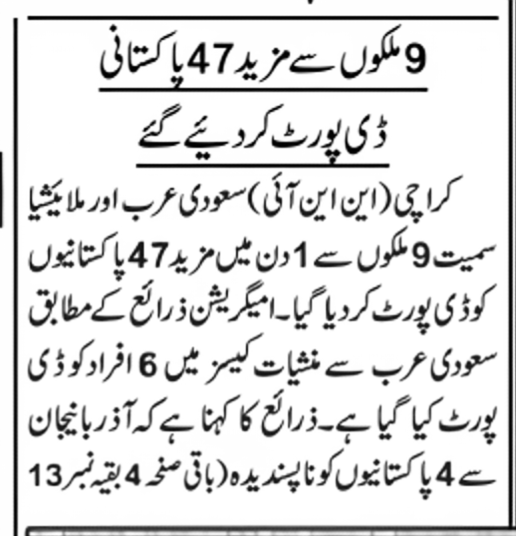 9 ملکوں سے مزید 47 پاکستانی
ڈی پورٹ کردئیے گئے
کراچی (این این آئی) سعودی عرب اور ملائیشیا
سمیت 9 ملکوں سے 1 دن میں مزید 47 پاکستانیوں
کو ڈی پورٹ کردیا گیا۔ امیگریشن ذرائع کے مطابق
سعودی عرب سے منشیات کیسز میں 6 افراد کو ڈی
پورٹ کیا گیا ہے۔ ذرائع کا کہنا ہے کہ آذربائیجان
سے 4 پاکستانیوں کو ناپسندیدہ (باقی صفحہ 4 بقیہ نمبر 13